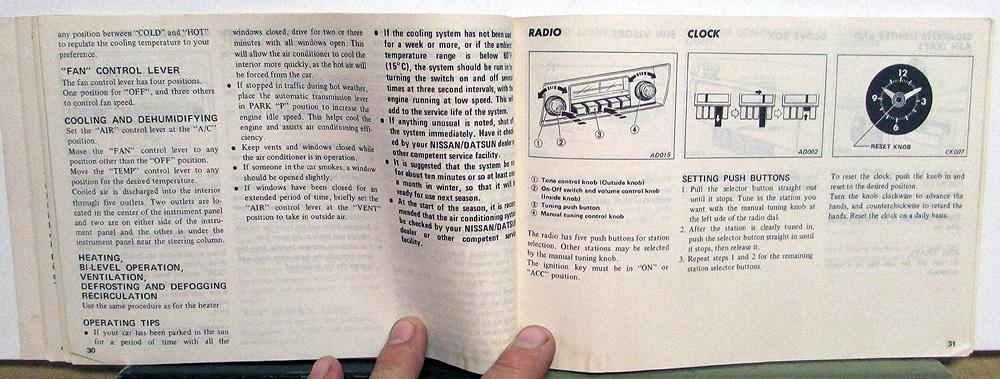 any position between "COLD" and "HOT"
to regulate the cooling temperature to your
preference.
"FAN" CONTROL LEVER
The fan control lever has four positions.
One position for "OFF", and three others
to control fan speed.
COOLING AND DEHUMIDIFYING
Set the "AIR" control lever at the "A/C"
position.
Move the "FAN" control lever to any
position other than the "OFF" position.
Move the "TEMP" control lever to any
position for the desired temperature.
Cooled air is discharged into the interior
through five outlets. Two outlets are lo-
cated in the center of the instrument panel
and two are on either side of the instru-
ment panel and the other is under the
instrument panel near the steering column.
HEATING,
BI-LEVEL OPERATION,
VENTILATION,
DEFROSTING AND DEFOGGING
RECIRCULATION
Use the same procedure as for the heater.
OPERATING TIPS
● If your car has been parked in the sun
for a period of time with all the
30
windows closed, drive for two or three
minutes with all windows open. This
will allow the air conditioner to cool the
interior more quickly, as the hot air will
be forced from the car.
● If stopped in traffic during hot weather,
place the automatic transmission lever
in PARK "P" position to increase the
engine idle speed. This helps cool the
engine and assists air conditioning effi-
ciency.
● Keep vents and windows closed while
the air conditioner is in operation.
● If someone in the car smokes, a window
should be opened slightly.
● If windows have been closed for an
extended period of time, briefly set the
"AIR" control lever at the "VENT"
position to take in outside air.
● If the cooling system has not been used
for a week or more, or if the ambient
temperature range is below 60°F
(15°C), the system should be run in by
turning the switch on and off several
times at three second intervals, with the
engine running at low speed. This will
add to the service life of the system.
● If anything unusual is noted, shut off
the system immediately. Have it check-
ed by your NISSAN/DATSUN dealer or
other competent service facility.
● It is suggested that the system be run
for about ten minutes or so at least once
a month in winter, so that it will be
ready for use next season.
● At the start of the season, it is recom-
mended that the air conditioning system
be checked by your NISSAN/DATSUN
dealer or other competent service
facility.
RADIO
① ② ③ ④
AD015
① Tone control knob (Outside knob)
② On-Off switch and volume control knob
(Inside knob)
③ Tuning push button
④ Manual tuning control knob
The radio has five push buttons for station
selection. Other stations may be selected
by the manual tuning knob.
The ignition key must be in "ON" or
"ACC" position.
CLOCK
AD002
SETTING PUSH BUTTONS
1. Pull the selector button straight out
until it stops. Tune in the station you
want with the manual tuning knob at
the left side of the radio dial.
2. After the station is clearly tuned in,
push the selector button straight in until
it stops, then release it.
3. Repeat steps 1 and 2 for the remaining
station selector buttons.
12
9 3
6
RESET KNOB
CK007
To reset the clock, push the knob in and
reset to the desired position.
Turn the knob clockwise to advance the
hands, and counterclockwise to retard the
hands. Reset the clock on a daily basis.
31